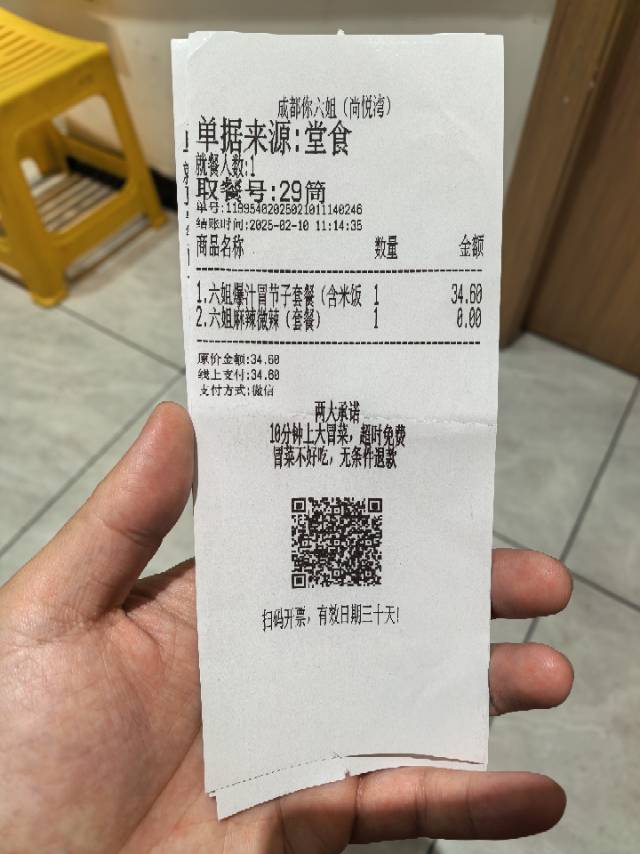 成都你六姐(尚悦湾)
单据来源:堂食
就餐人数:1
取餐号:29筒
单号:1199540202502101114024​6
结账时间:2025-02-10 11:14:35
商品名称 数量 金额
1.六姐爆汁冒节子套餐(含米饭 1 34.60
2.六姐麻辣微辣(套餐) 1 0.00
原价金额:34.60
线上支付:34.60
支付方式:微信
两大承诺
10分钟上大冒菜,超时免费
冒菜不好吃,无条件退款
扫码开票,有效日期三十天!